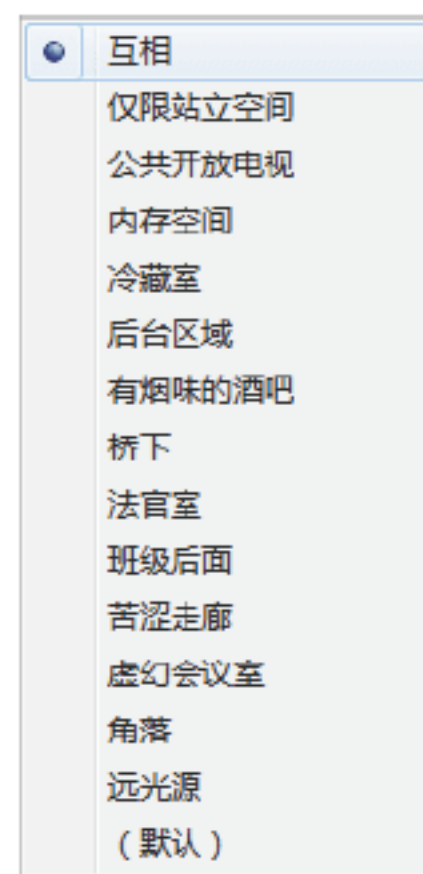 互相
仅限站立空间
公共开放电视
内存空间
冷藏室
后台区域
有烟味的酒吧
桥下
法官室
班级后面
苦涩走廊
虚幻会议室
角落
远光源
（默认）